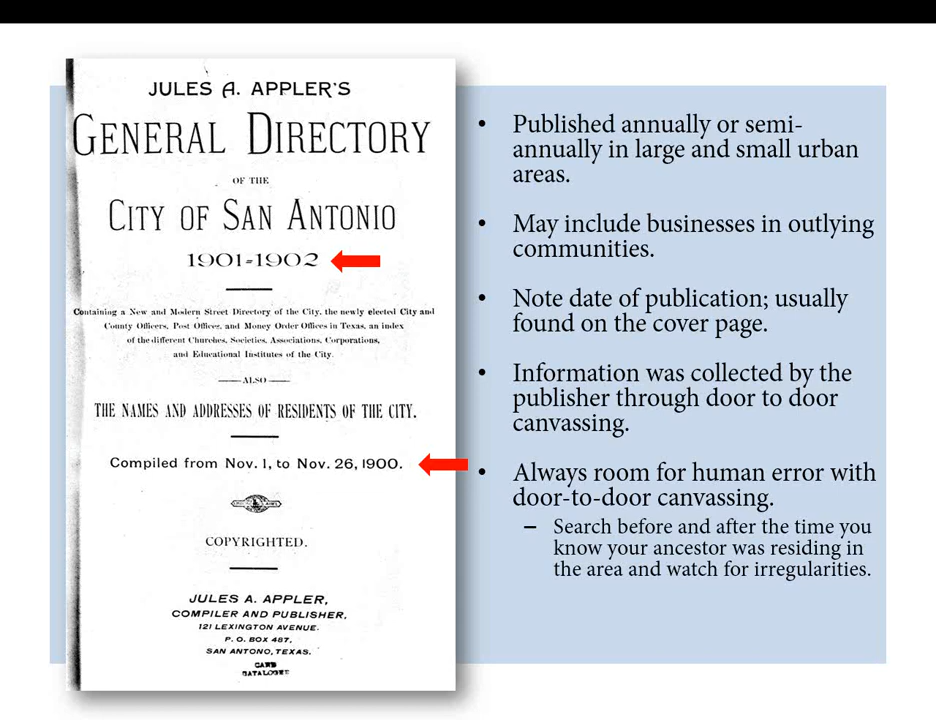 JULES A. APPLER'S
GENERAL DIRECTORY
OF THE
CITY OF SAN ANTONIO
1901-1902
Containing a New and Modern Street Directory of the City, the newly elected City and
County Officers, Post Offices, and Money Order Offices in Texas, an index
of the different Churches, Societies, Associations, Corporations,
and Educational Institutes of the City.
ALSO
THE NAMES AND ADDRESSES OF RESIDENTS OF THE CITY.
Compiled from Nov. 1, to Nov. 26, 1900.
COPYRIGHTED.
JULES A. APPLER,
COMPILER AND PUBLISHER,
121 LEXINGTON AVENUE.
P. O. BOX 487,
SAN ANTONO, TEXAS.
CARD
CATALOGUE
• Published annually or semi-
annually in large and small urban
areas.
• May include businesses in outlying
communities.
• Note date of publication; usually
found on the cover page.
• Information was collected by the
publisher through door to door
canvassing.
• Always room for human error with
door-to-door canvassing.
– Search before and after the time you
know your ancestor was residing in
the area and watch for irregularities.